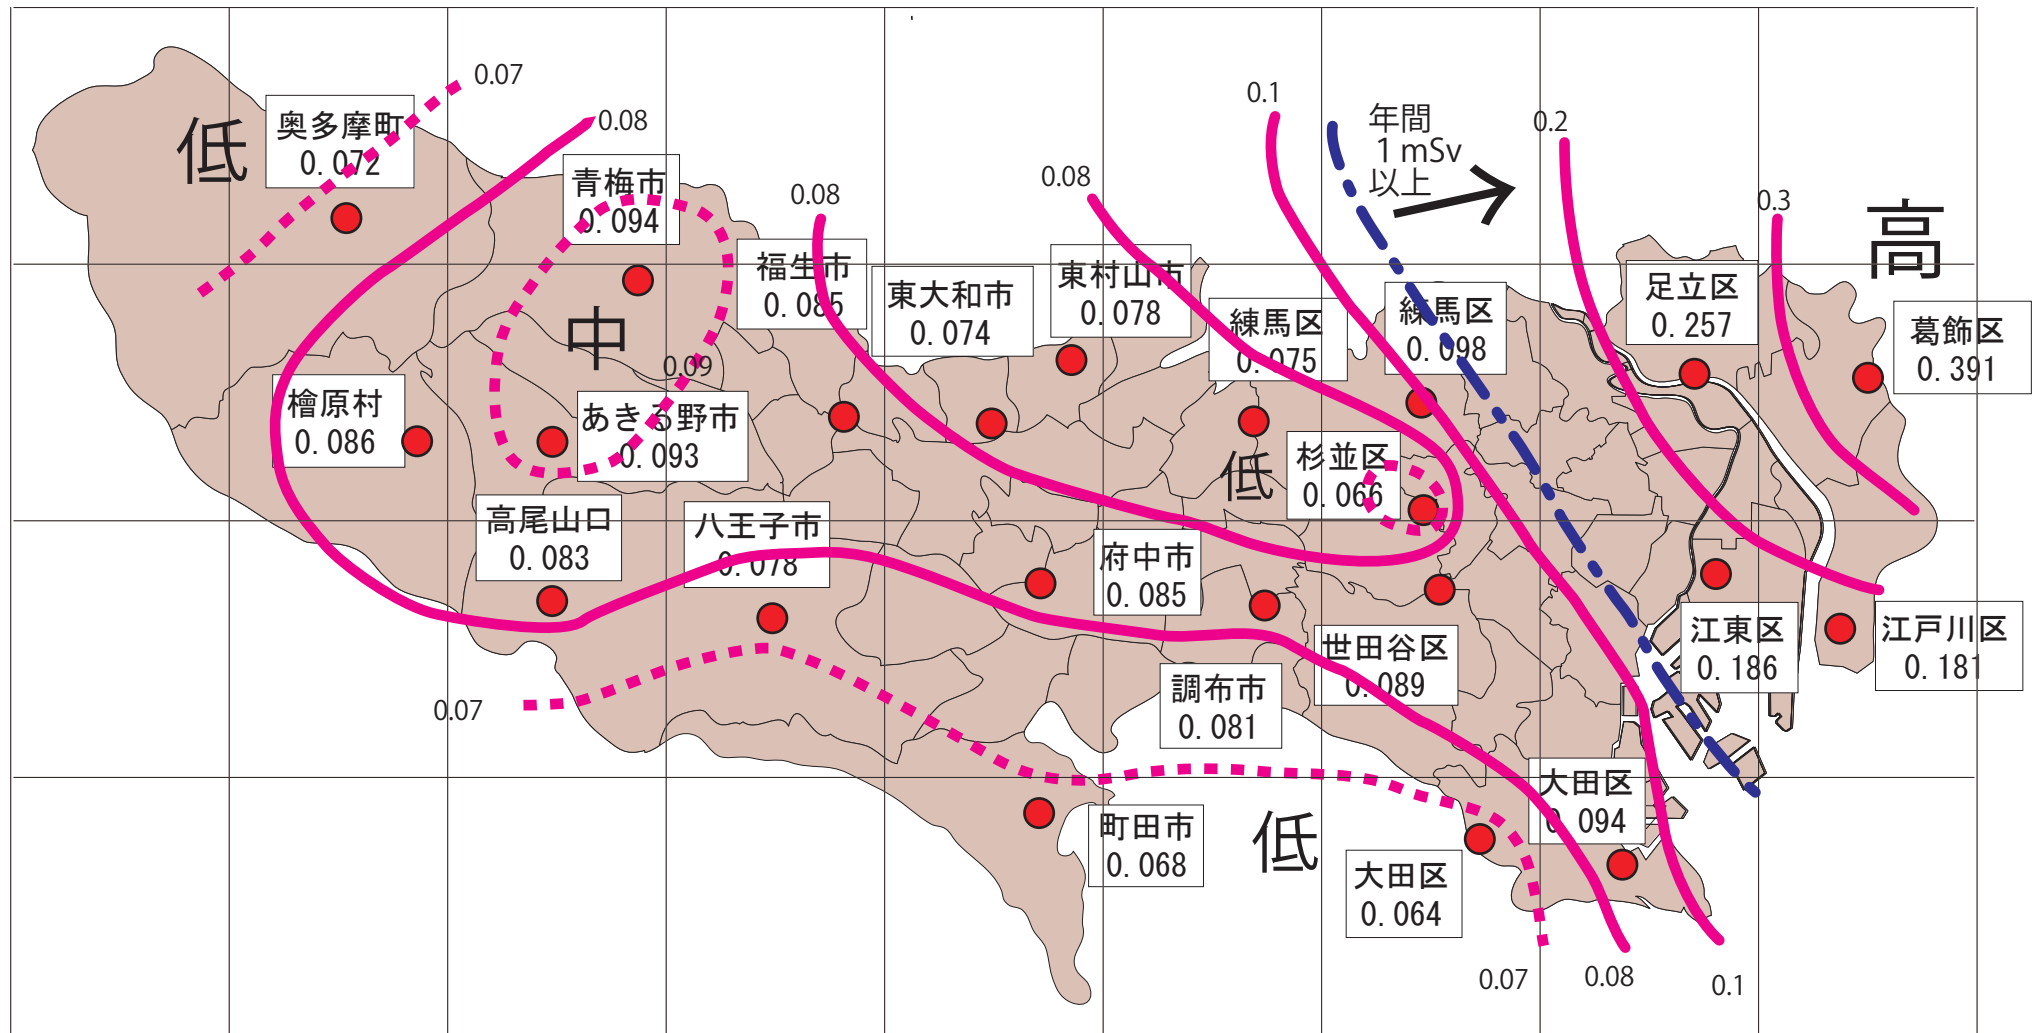 0.07
0.08
低
奥多摩町
0.072
青梅市
0.094
0.08
0.08
0.1
年間
1 mSv
以上
0.2
0.3
高
福生市
0.085
東大和市
0.074
東村山市
0.078
練馬区
0.075
練馬区
0.098
足立区
0.257
葛飾区
0.391
中
0.09
檜原村
0.086
あきる野市
0.093
低
杉並区
0.066
高尾山口
0.083
八王子市
0.078
府中市
0.085
世田谷区
0.089
江東区
0.186
江戸川区
0.181
0.07
調布市
0.081
大田区
0.094
町田市
0.068
低
大田区
0.064
0.07
0.08
0.1